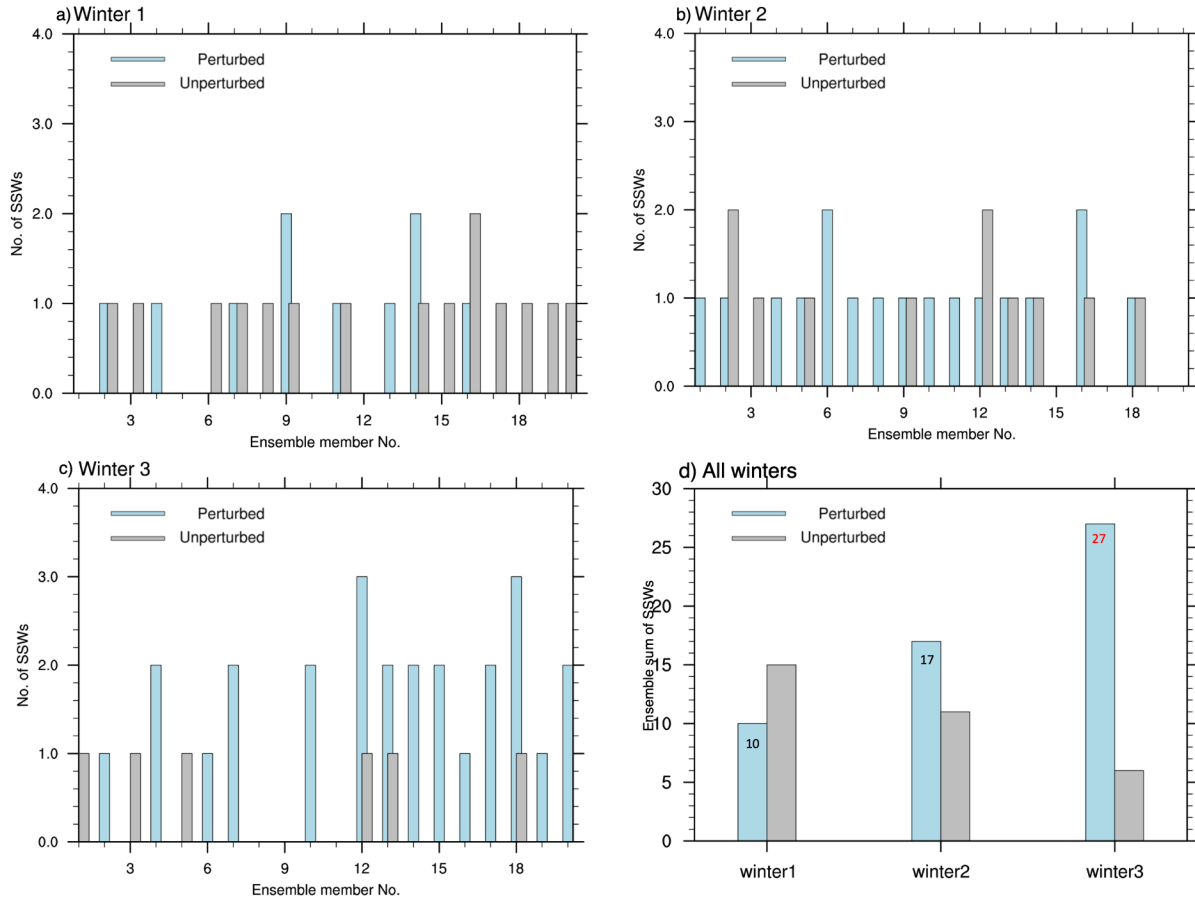 a) Winter 1
4.0
3.0
2.0
1.0
0.0
No. of SSWs
Perturbed
Unperturbed
3 6 9 12 15 18
Ensemble member No.
b) Winter 2
4.0
3.0
2.0
1.0
0.0
No. of SSWs
Perturbed
Unperturbed
3 6 9 12 15 18
Ensemble member No.
c) Winter 3
4.0
3.0
2.0
1.0
0.0
No. of SSWs
Perturbed
Unperturbed
3 6 9 12 15 18
Ensemble member No.
d) All winters
30
25
20
15
10
5
0
Ensemble sum of SSWs
Perturbed
Unperturbed
10
17
27
winter1 winter2 winter3